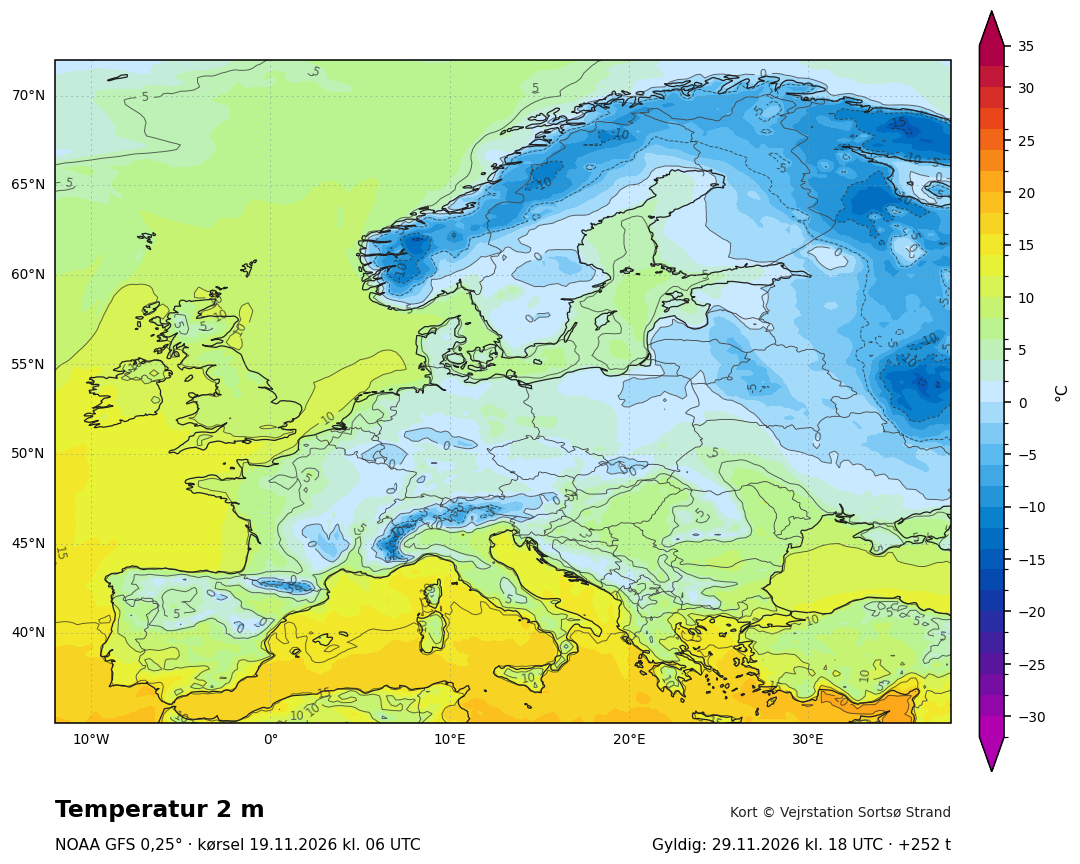 70°N
65°N
60°N
55°N
50°N
45°N
40°N
10°W
0°
10°E
20°E
30°E
35
30
25
20
15
10
5
0
−5
−10
−15
−20
−25
−30
°C
Temperatur 2 m
Kort © Vejrstation Sortsø Strand
NOAA GFS 0,25° · kørsel 19.11.2026 kl. 06 UTC
Gyldig: 29.11.2026 kl. 18 UTC · +252 t